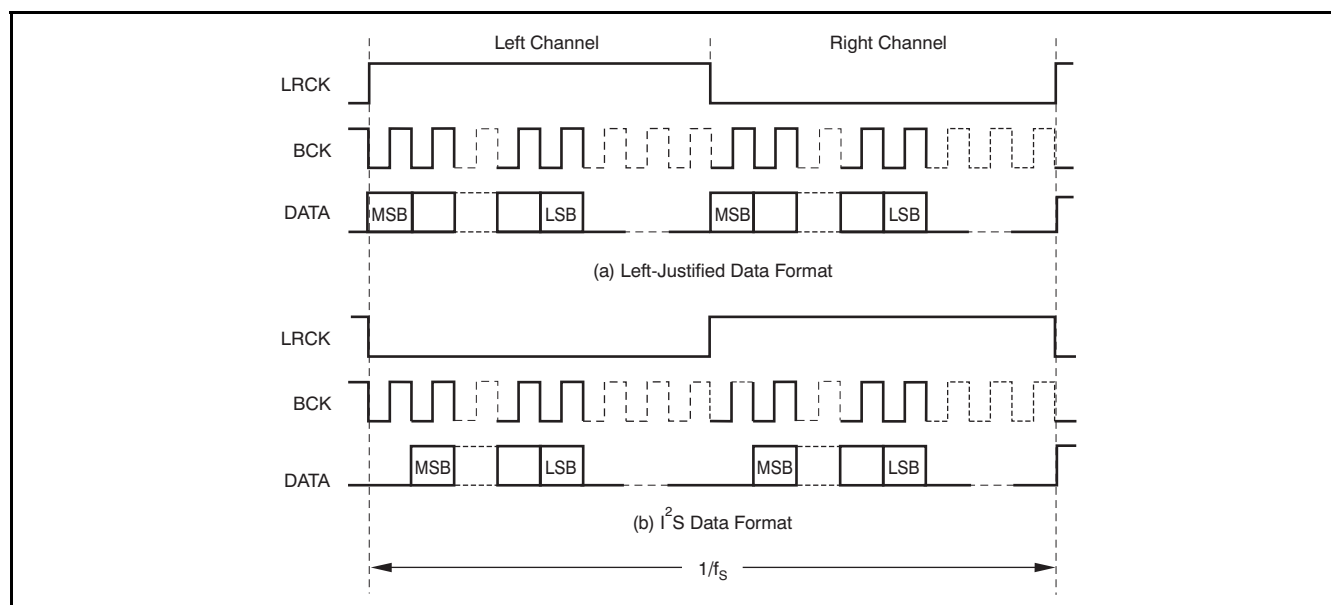 Left Channel Right Channel
LRCK
BCK
DATA MSB LSB MSB LSB
(a) Left-Justified Data Format
LRCK
BCK
DATA MSB LSB MSB LSB
(b) I²S Data Format
1/fS